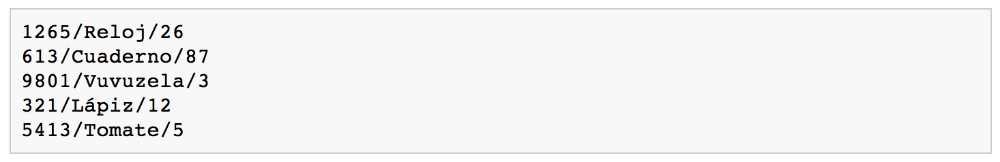 1265/Reloj/26
613/Cuaderno/87
9801/Vuvuzela/3
321/Lápiz/12
5413/Tomate/5